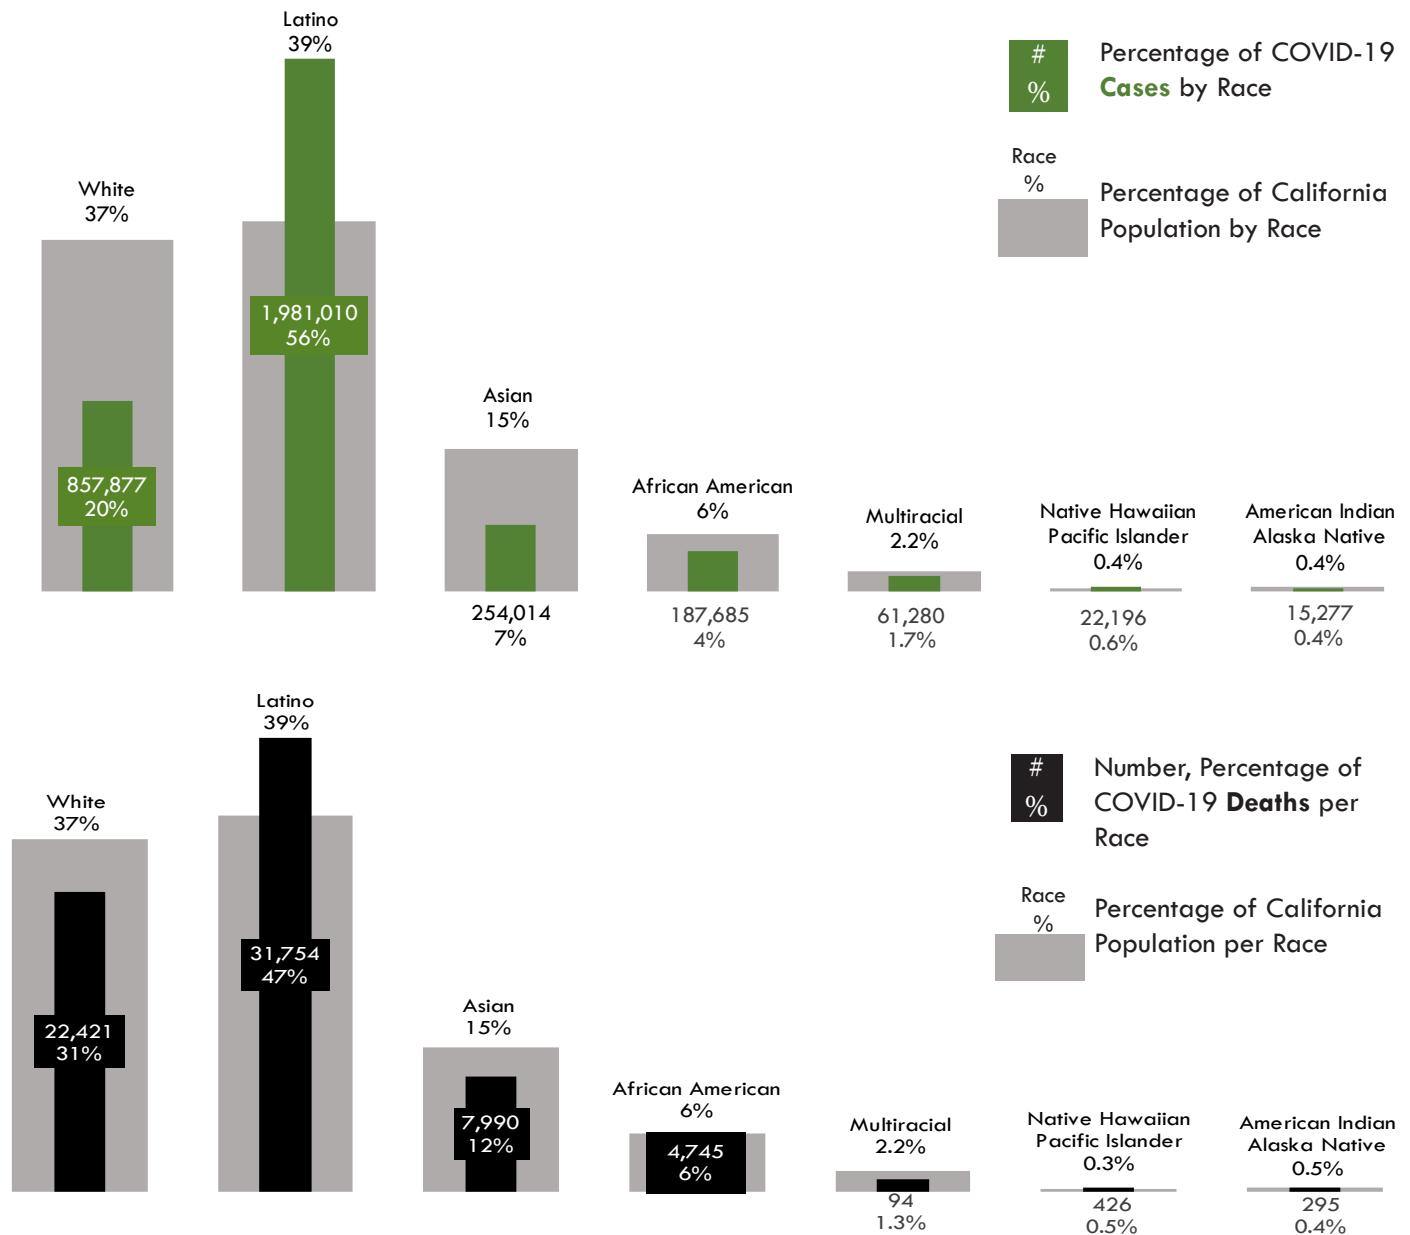 Latino
39%
#
%
Percentage of COVID-19
Cases by Race
Race
%
Percentage of California
Population by Race
White
37%
1,981,010
56%
857,877
20%
Asian
15%
254,014
7%
African American
6%
187,685
4%
Multiracial
2.2%
61,280
1.7%
Native Hawaiian
Pacific Islander
0.4%
22,196
0.6%
American Indian
Alaska Native
0.4%
15,277
0.4%
Latino
39%
#
%
Number, Percentage of
COVID-19 Deaths per
Race
Race
%
Percentage of California
Population per Race
White
37%
31,754
47%
22,421
31%
Asian
15%
7,990
12%
African American
6%
4,745
6%
Multiracial
2.2%
94
1.3%
Native Hawaiian
Pacific Islander
0.3%
426
0.5%
American Indian
Alaska Native
0.5%
295
0.4%